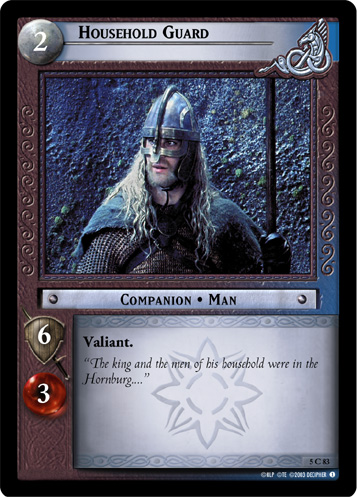 2
HOUSEHOLD GUARD
COMPANION • MAN
6
3
Valiant.
"The king and the men of his household were in the
Hornburg...."
5 C 83
©NLP ©TE ©2003 DECIPHER